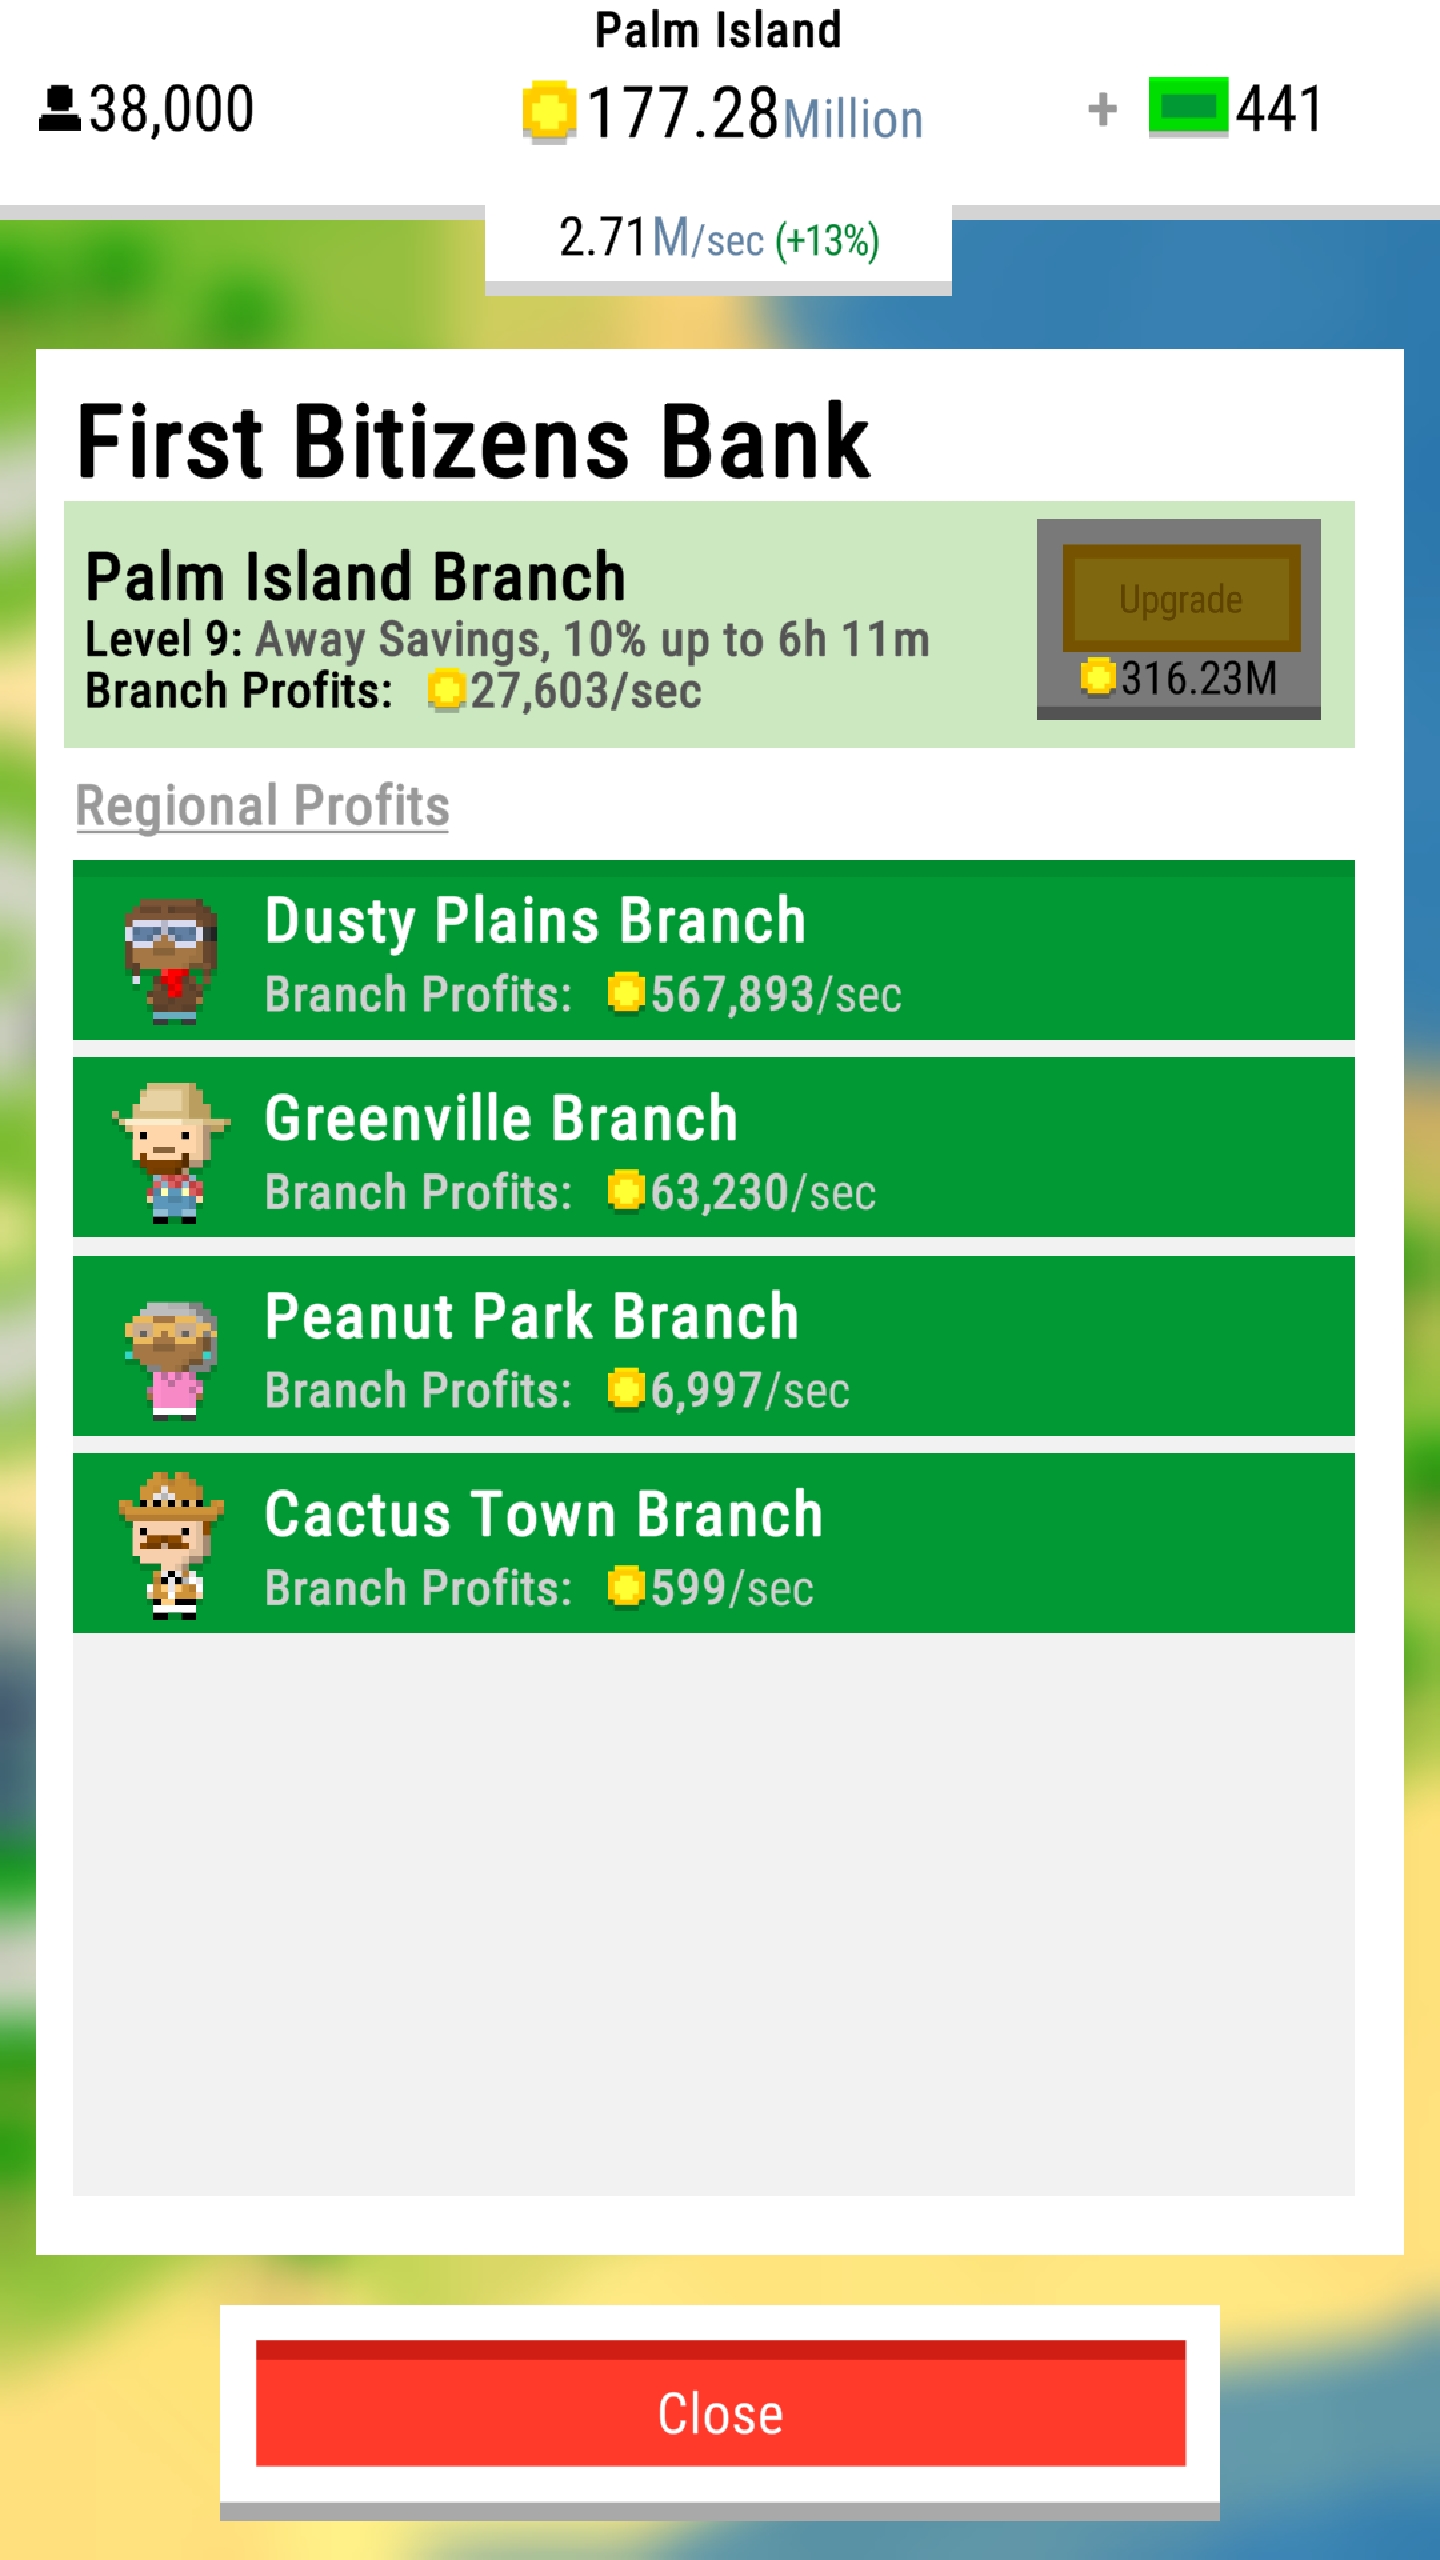 Palm Island
38,000
177.28Million
+ 441
2.71M/sec (+13%)
First Bitizens Bank
Palm Island Branch
Level 9: Away Savings, 10% up to 6h 11m
Branch Profits: 27,603/sec
Upgrade
316.23M
Regional Profits
Dusty Plains Branch
Branch Profits: 567,893/sec
Greenville Branch
Branch Profits: 63,230/sec
Peanut Park Branch
Branch Profits: 6,997/sec
Cactus Town Branch
Branch Profits: 599/sec
Close